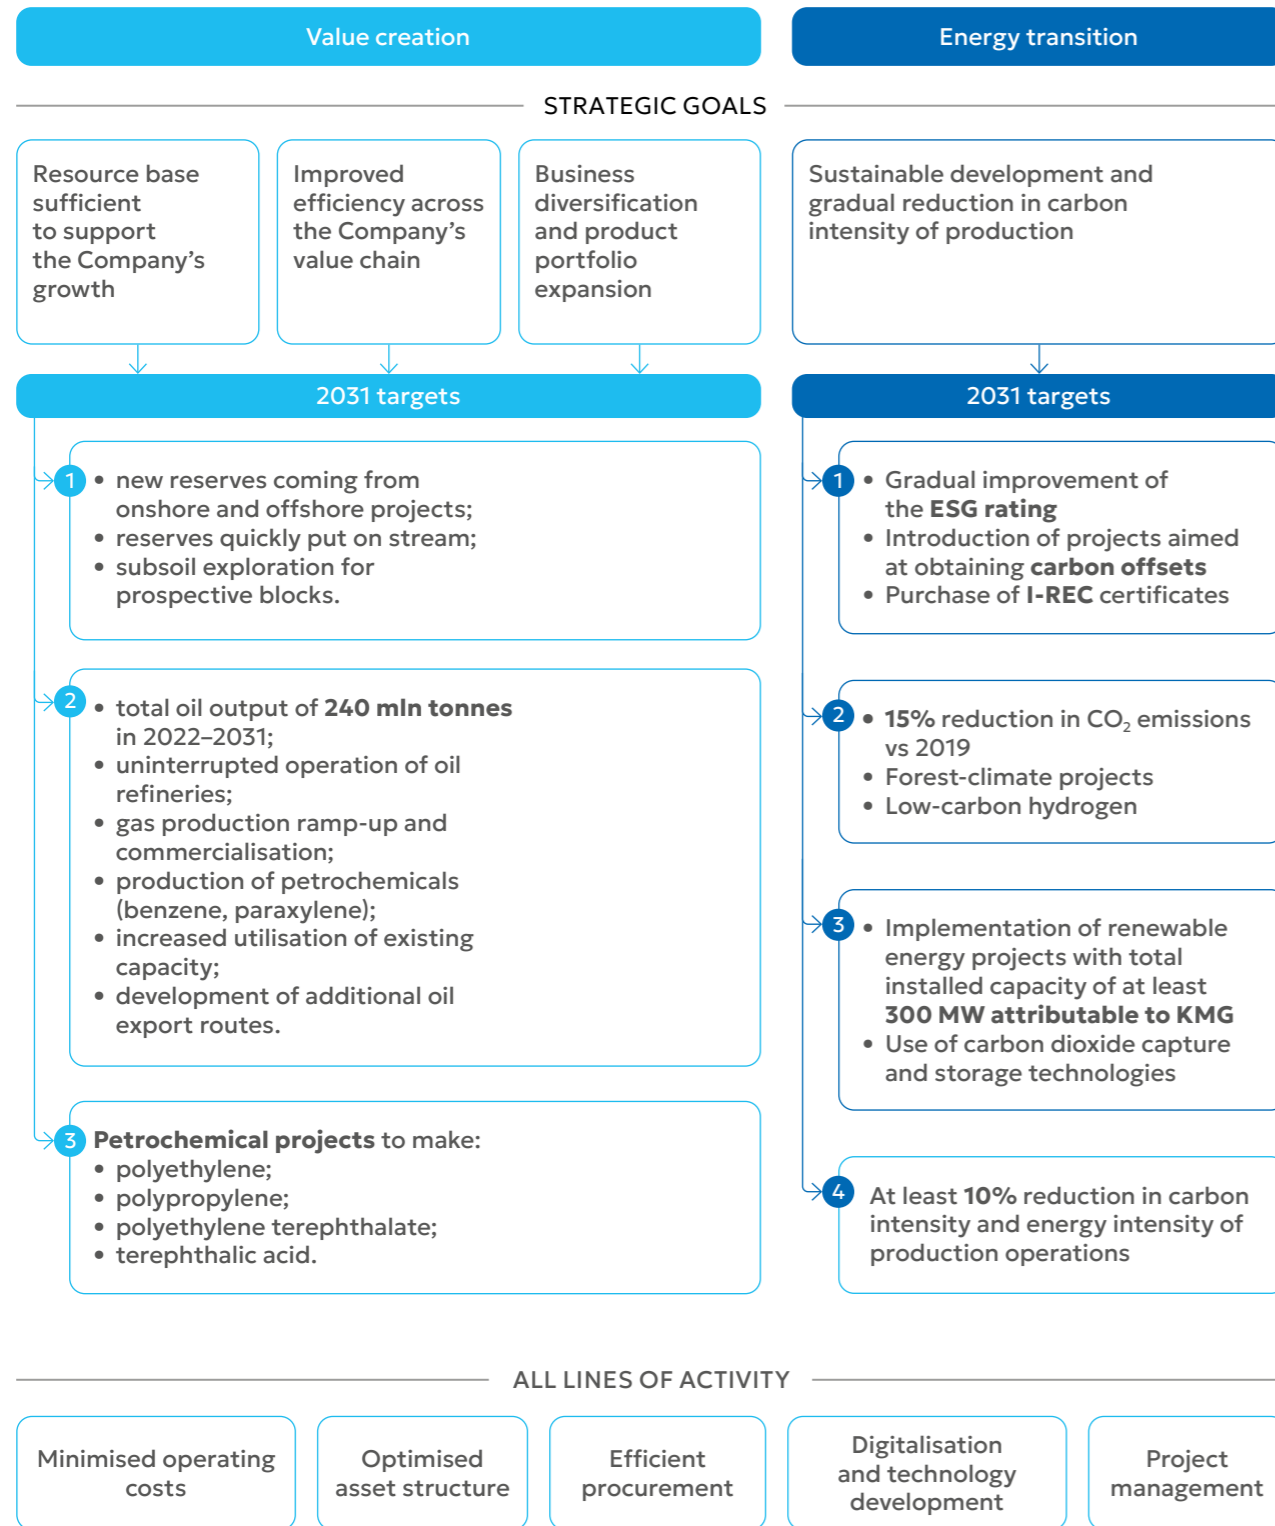 Value creation
Energy transition
STRATEGIC GOALS
Resource base
sufficient
to support
the Company’s
growth
Improved
efficiency across
the Company’s
value chain
Business
diversification
and product
portfolio
expansion
Sustainable development and
gradual reduction in carbon
intensity of production
2031 targets
1
• new reserves coming from
onshore and offshore projects;
• reserves quickly put on stream;
• subsoil exploration for
prospective blocks.
2
• total oil output of 240 mln tonnes
in 2022–2031;
• uninterrupted operation of oil
refineries;
• gas production ramp-up and
commercialisation;
• production of petrochemicals
(benzene, paraxylene);
• increased utilisation of existing
capacity;
• development of additional oil
export routes.
3
Petrochemical projects to make:
• polyethylene;
• polypropylene;
• polyethylene terephthalate;
• terephthalic acid.
2031 targets
1
• Gradual improvement of
the ESG rating
• Introduction of projects aimed
at obtaining carbon offsets
• Purchase of I-REC certificates
2
• 15% reduction in CO₂ emissions
vs 2019
• Forest-climate projects
• Low-carbon hydrogen
3
• Implementation of renewable
energy projects with total
installed capacity of at least
300 MW attributable to KMG
• Use of carbon dioxide capture
and storage technologies
4
At least 10% reduction in carbon
intensity and energy intensity of
production operations
ALL LINES OF ACTIVITY
Minimised operating
costs
Optimised
asset structure
Efficient
procurement
Digitalisation
and technology
development
Project
management